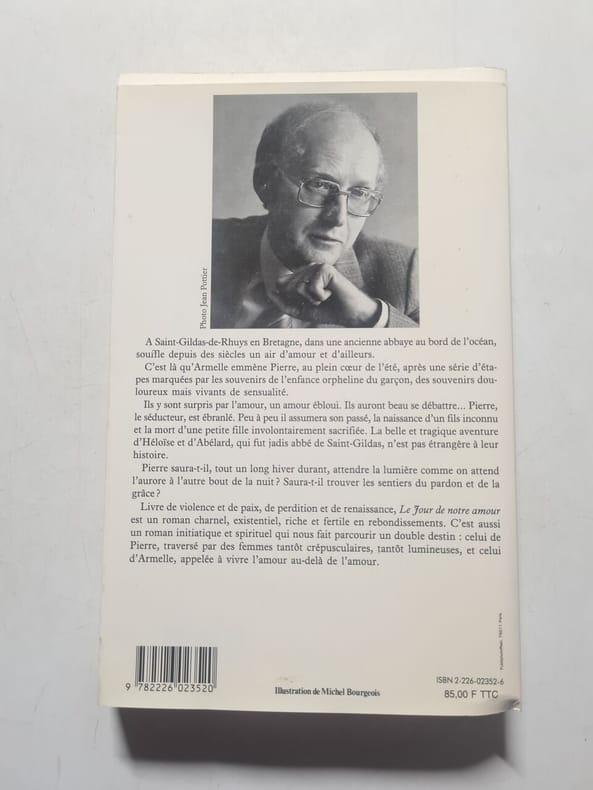 Photo Jean Pottier
A Saint-Gildas-de-Rhuys en Bretagne, dans une ancienne abbaye au bord de l'océan,
souffle depuis des siècles un air d'amour et d'ailleurs.
C'est là qu'Armelle emmène Pierre, au plein cœur de l'été, après une série d'éta-
pes marquées par les souvenirs de l'enfance orpheline du garçon, des souvenirs dou-
loureux mais vivants de sensualité.
Ils y sont surpris par l'amour, un amour ébloui. Ils auront beau se débattre... Pierre,
le séducteur, est ébranlé. Peu à peu il assumera son passé, la naissance d'un fils inconnu
et la mort d'une petite fille involontairement sacrifiée. La belle et tragique aventure
d'Héloïse et d'Abélard, qui fut jadis abbé de Saint-Gildas, n'est pas étrangère à leur
histoire.
Pierre saura-t-il, tout un long hiver durant, attendre la lumière comme on attend
l'aurore à l'autre bout de la nuit ? Saura-t-il trouver les sentiers du pardon et de la
grâce ?
Livre de violence et de paix, de perdition et de renaissance, Le Jour de notre amour
est un roman charnel, existentiel, riche et fertile en rebondissements. C'est aussi
un roman initiatique et spirituel qui nous fait parcourir un double destin : celui de
Pierre, traversé par des femmes tantôt crépusculaires, tantôt lumineuses, et celui
d'Armelle, appelée à vivre l'amour au-delà de l'amour.
9 782226 023520
Illustration de Michel Bourgeois
ISBN 2-226-02352-6
85,00 F TTC